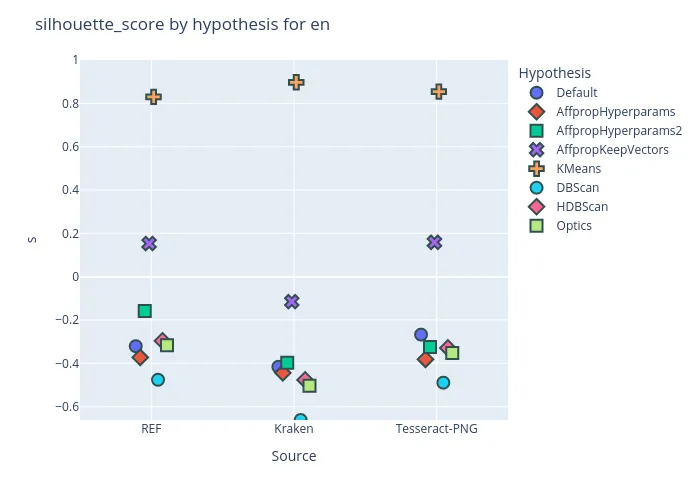 silhouette_score by hypothesis for en
1
0.8
0.6
0.4
0.2
0
−0.2
−0.4
−0.6
s
REF
Kraken
Tesseract-PNG
Source
Hypothesis
Default
AffpropHyperparams
AffpropHyperparams2
AffpropKeepVectors
KMeans
DBScan
HDBScan
Optics